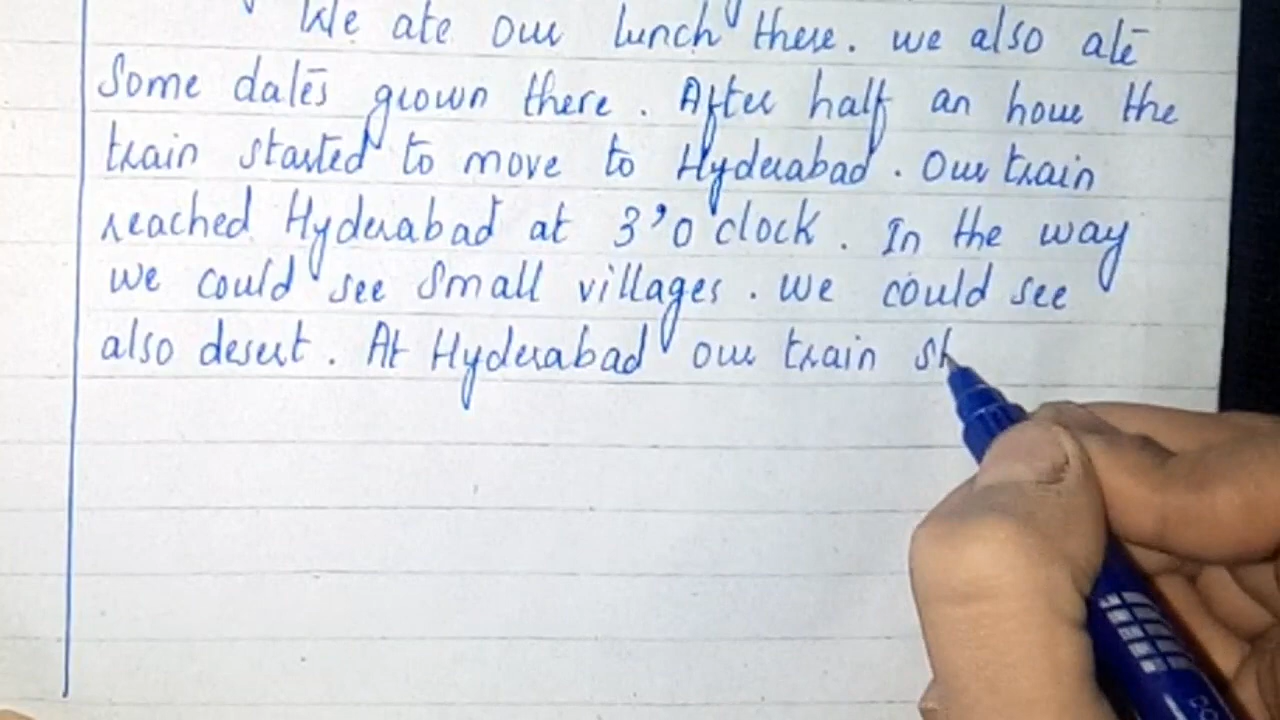 We ate our lunch there. we also ate
Some dates grown there. After half an hour the
train started to move to Hyderabad. Our train
reached Hyderabad at 3'0 clock. In the way
we could see small villages. we could see
also desert. At Hyderabad our train